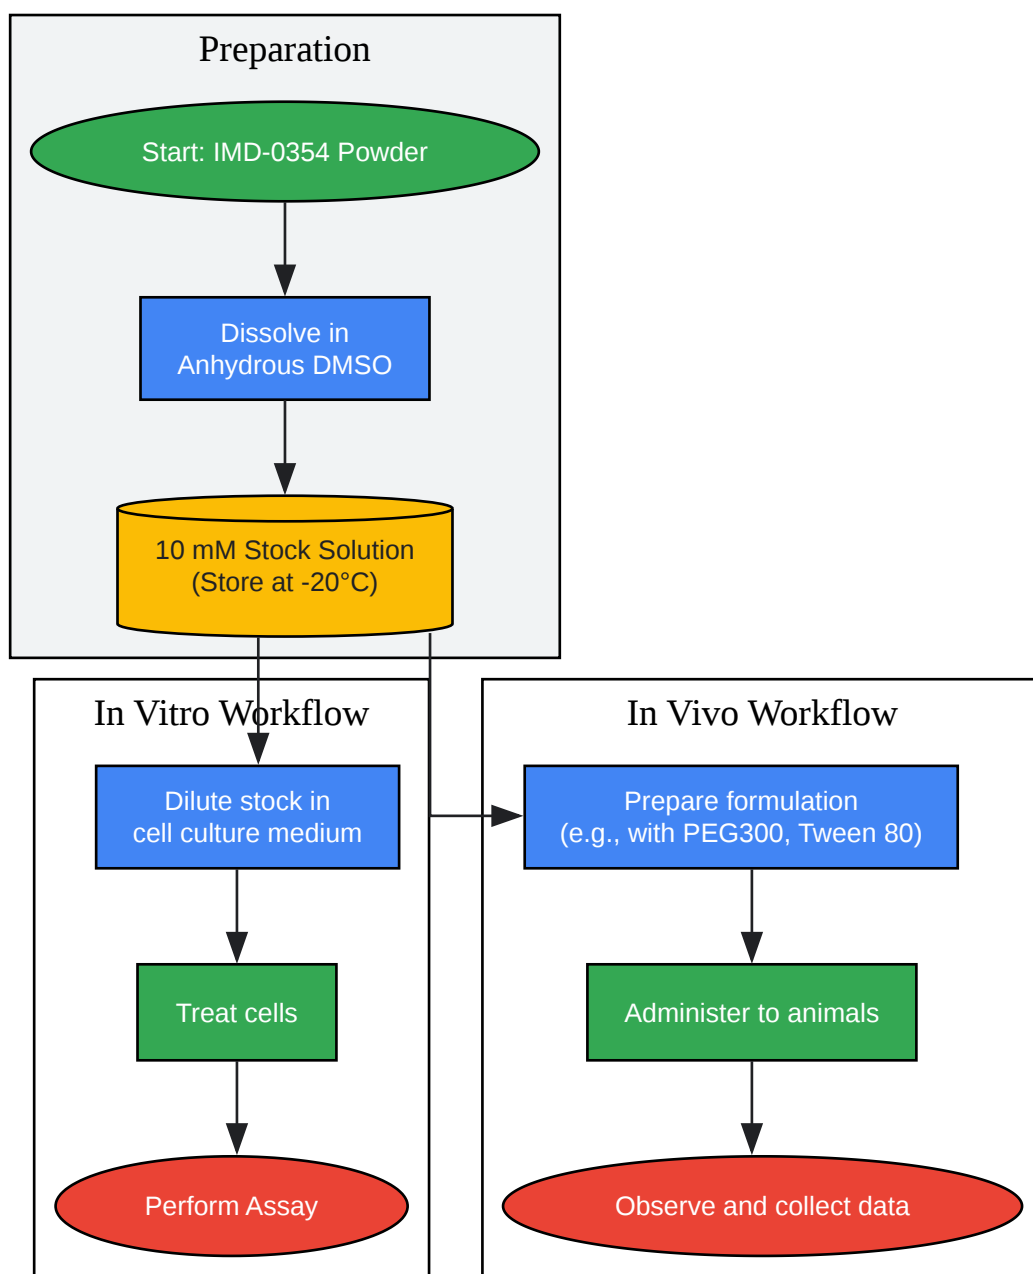 Preparation
Start: IMD-0354 Powder
Dissolve in
Anhydrous DMSO
10 mM Stock Solution
(Store at -20°C)
In Vitro Workflow
Dilute stock in
cell culture medium
Treat cells
Perform Assay
In Vivo Workflow
Prepare formulation
(e.g., with PEG300, Tween 80)
Administer to animals
Observe and collect data